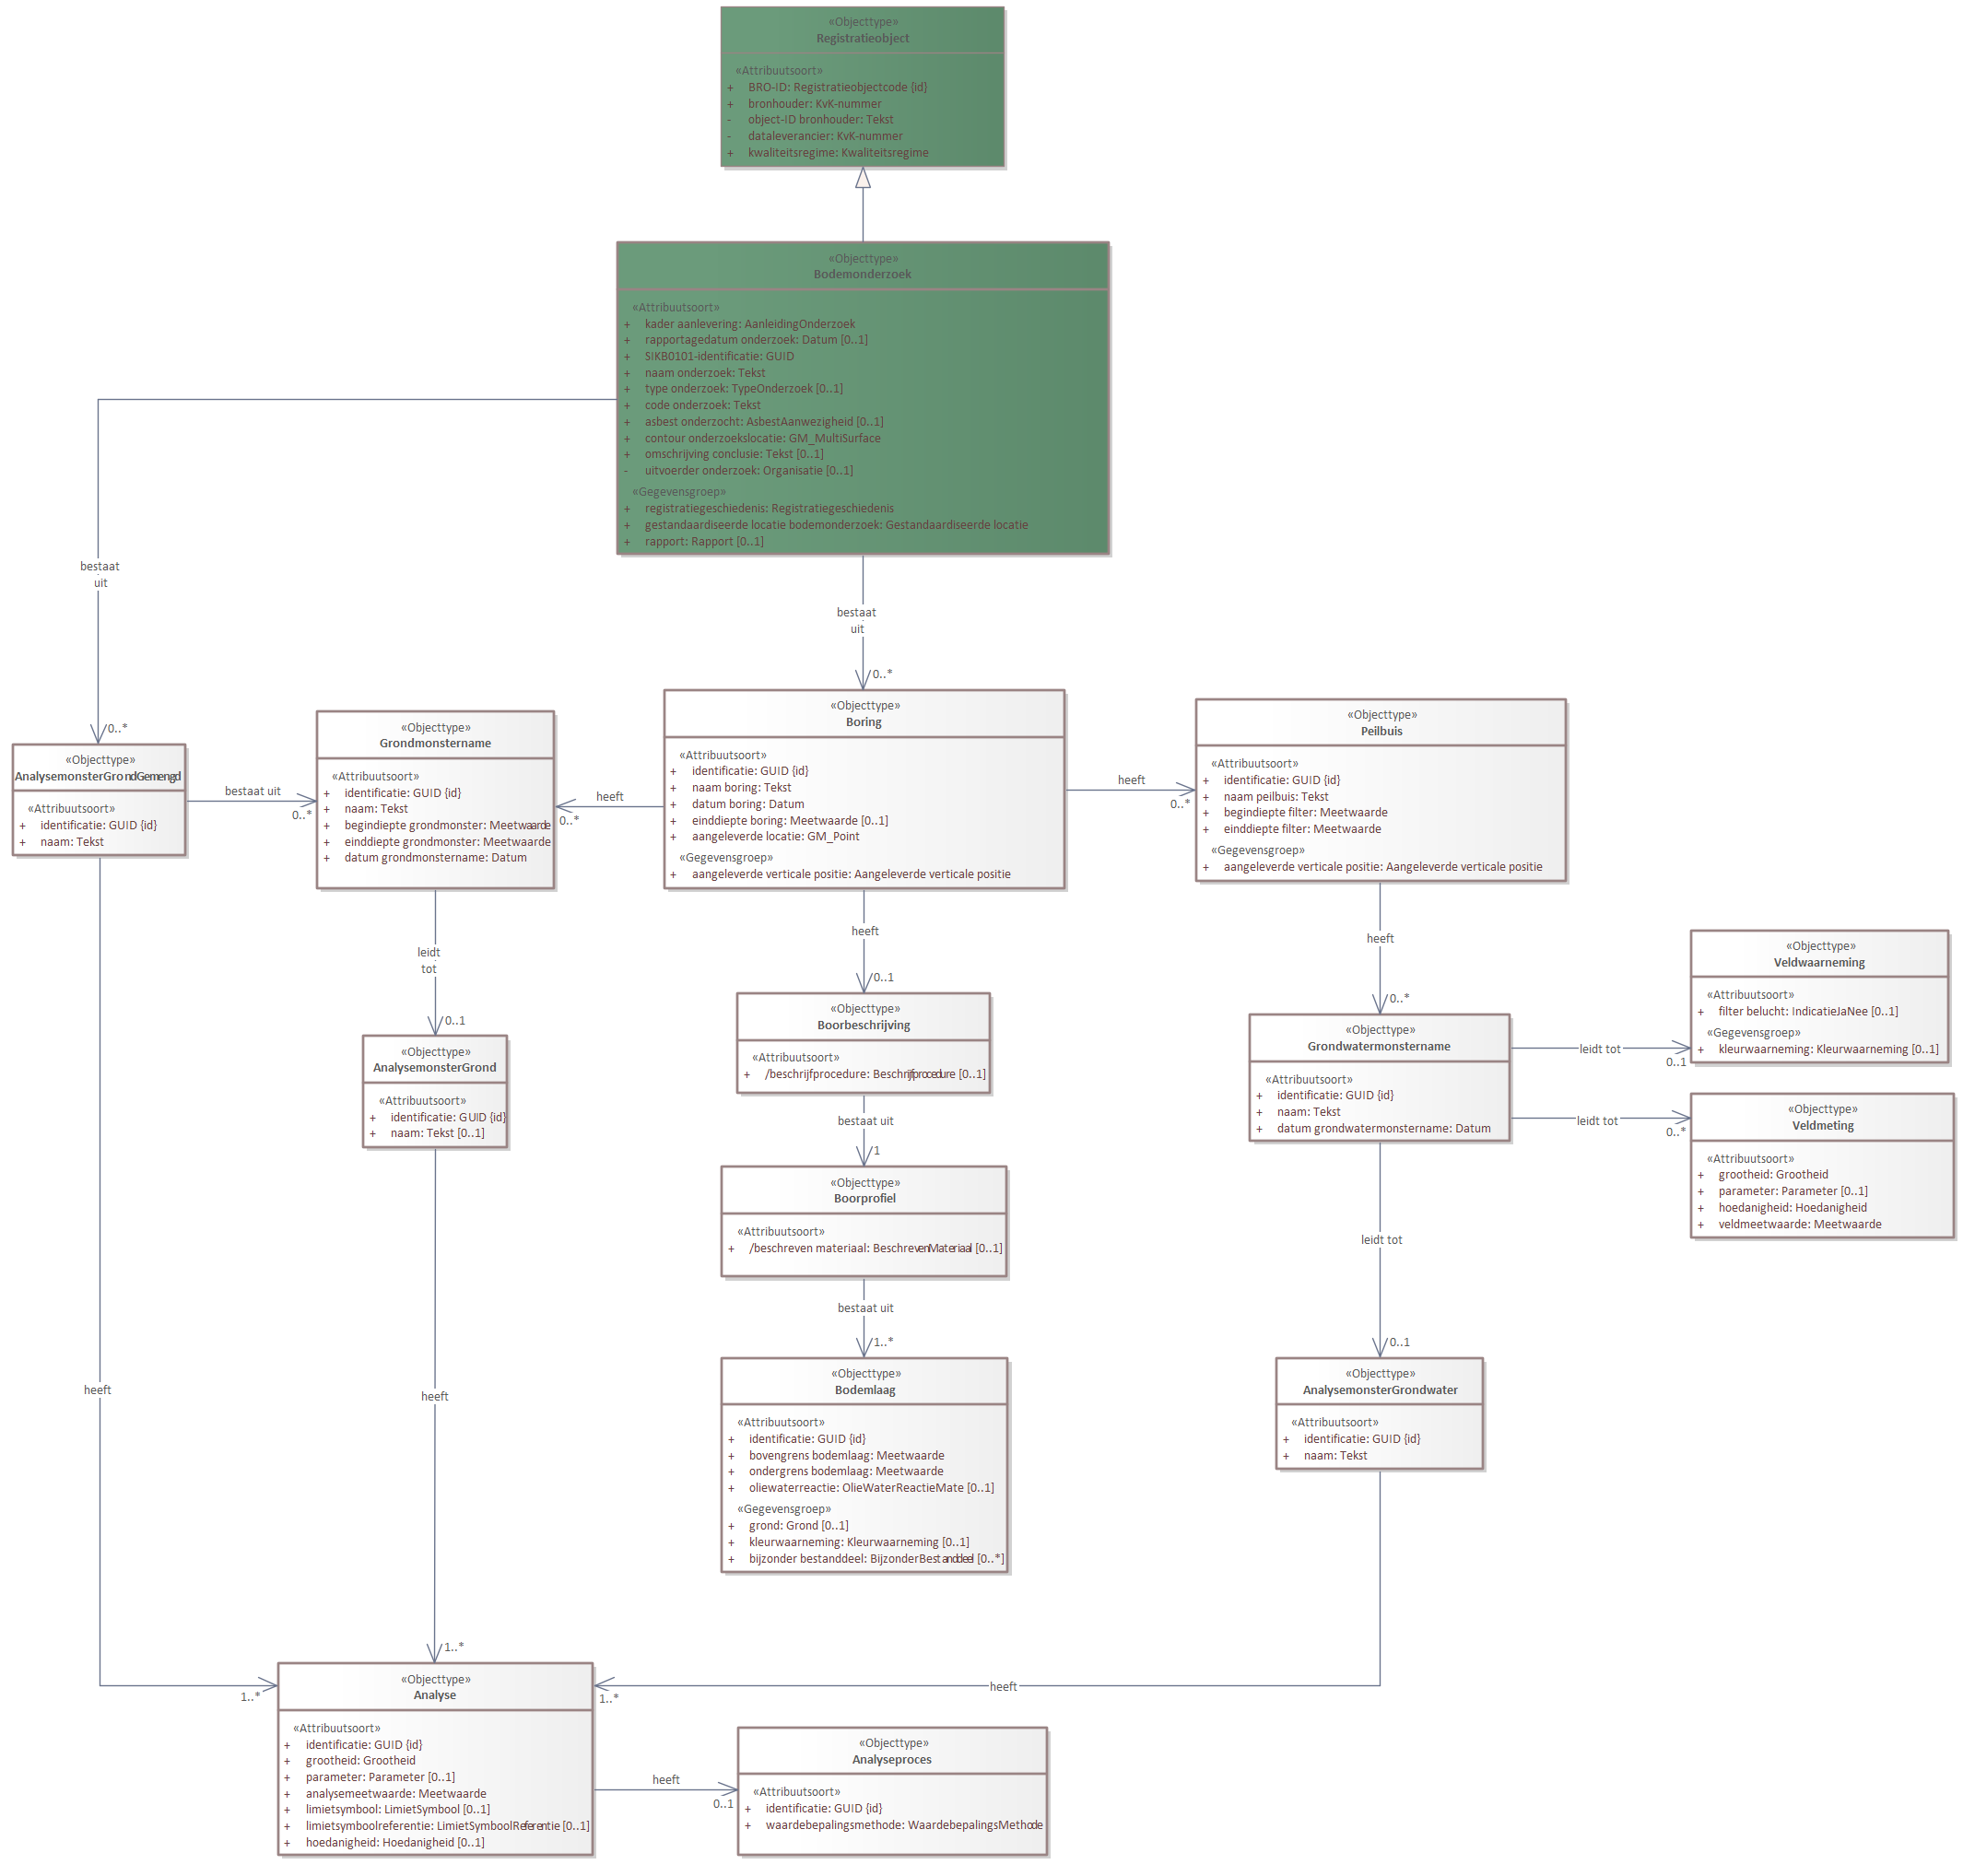 «Objecttype»
Registratieobject
«Attribuutsoort»
+ BRO-ID: Registratieobjectcode {id}
+ bronhouder: KvK-nummer
- object-ID bronhouder: Tekst
- dataleverancier: KvK-nummer
+ kwaliteitsregime: Kwaliteitsregime
«Objecttype»
Bodemonderzoek
«Attribuutsoort»
+ kader aanlevering: AanleidingOnderzoek
+ rapportagedatum onderzoek: Datum [0..1]
+ SIKB0101-identificatie: GUID
+ naam onderzoek: Tekst
+ type onderzoek: TypeOnderzoek [0..1]
+ code onderzoek: Tekst
+ asbest onderzocht: AsbestAanwezigheid [0..1]
+ contour onderzoekslocatie: GM_MultiSurface
+ omschrijving conclusie: Tekst [0..1]
- uitvoerder onderzoek: Organisatie [0..1]
«Gegevensgroep»
+ registratiegeschiedenis: Registratiegeschiedenis
+ gestandaardiseerde locatie bodemonderzoek: Gestandaardiseerde locatie
+ rapport: Rapport [0..1]
bestaat
uit
0..*
bestaat
uit
0..*
«Objecttype»
AnalysemonsterGrondGemengd
«Attribuutsoort»
+ identificatie: GUID {id}
+ naam: Tekst
bestaat uit
0..*
«Objecttype»
Grondmonstername
«Attribuutsoort»
+ identificatie: GUID {id}
+ naam: Tekst
+ begindiepte grondmonster: Meetwaarde
+ einddiepte grondmonster: Meetwaarde
+ datum grondmonstername: Datum
heeft
0..*
«Objecttype»
Boring
«Attribuutsoort»
+ identificatie: GUID {id}
+ naam boring: Tekst
+ datum boring: Datum
+ einddiepte boring: Meetwaarde [0..1]
+ aangeleverde locatie: GM_Point
«Gegevensgroep»
+ aangeleverde verticale positie: Aangeleverde verticale positie
heeft
0..*
«Objecttype»
Peilbuis
«Attribuutsoort»
+ identificatie: GUID {id}
+ naam peilbuis: Tekst
+ begindiepte filter: Meetwaarde
+ einddiepte filter: Meetwaarde
«Gegevensgroep»
+ aangeleverde verticale positie: Aangeleverde verticale positie
leidt
tot
0..1
heeft
0..1
heeft
0..*
«Objecttype»
AnalysemonsterGrond
«Attribuutsoort»
+ identificatie: GUID {id}
+ naam: Tekst [0..1]
«Objecttype»
Boorbeschrijving
«Attribuutsoort»
+ /beschrijfprocedure: Beschrijfprocedure [0..1]
«Objecttype»
Grondwatermonstername
«Attribuutsoort»
+ identificatie: GUID {id}
+ naam: Tekst
+ datum grondwatermonstername: Datum
leidt tot
0..1
«Objecttype»
Veldwaarneming
«Attribuutsoort»
+ filter belucht: IndicatieJaNee [0..1]
«Gegevensgroep»
+ kleurwaarneming: Kleurwaarneming [0..1]
leidt tot
0..*
«Objecttype»
Veldmeting
«Attribuutsoort»
+ grootheid: Grootheid
+ parameter: Parameter [0..1]
+ hoedanigheid: Hoedanigheid
+ veldmeetwaarde: Meetwaarde
bestaat uit
1
«Objecttype»
Boorprofiel
«Attribuutsoort»
+ /beschreven materiaal: BeschrevenMateriaal [0..1]
bestaat uit
1..*
leidt tot
0..1
«Objecttype»
Bodemlaag
«Attribuutsoort»
+ identificatie: GUID {id}
+ bovengrens bodemlaag: Meetwaarde
+ ondergrens bodemlaag: Meetwaarde
+ oliewaterreactie: OlieWaterReactieMate [0..1]
«Gegevensgroep»
+ grond: Grond [0..1]
+ kleurwaarneming: Kleurwaarneming [0..1]
+ bijzonder bestanddeel: BijzonderBestanddeel [0..*]
«Objecttype»
AnalysemonsterGrondwater
«Attribuutsoort»
+ identificatie: GUID {id}
+ naam: Tekst
heeft
1..*
heeft
1..*
heeft
1..*
«Objecttype»
Analyse
«Attribuutsoort»
+ identificatie: GUID {id}
+ grootheid: Grootheid
+ parameter: Parameter [0..1]
+ analysemeetwaarde: Meetwaarde
+ limietsymbool: LimietSymbool [0..1]
+ limietsymboolreferentie: LimietSymboolReferentie [0..1]
+ hoedanigheid: Hoedanigheid [0..1]
heeft
0..1
«Objecttype»
Analyseproces
«Attribuutsoort»
+ identificatie: GUID {id}
+ waardebepalingsmethode: WaardebepalingsMethode